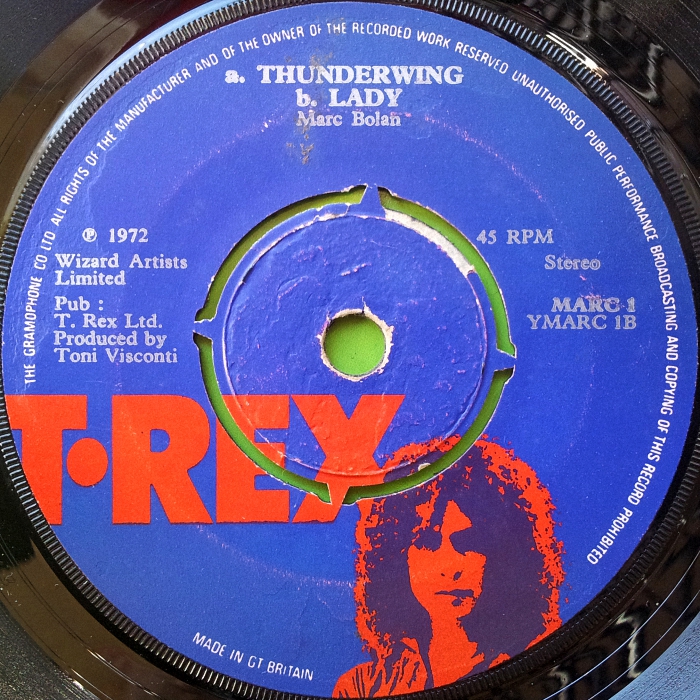 THE GRAMOPHONE CO LTD ALL RIGHTS OF THE MANUFACTURER AND OF THE OWNER OF THE RECORDED WORK RESERVED UNAUTHORISED PUBLIC PERFORMANCE BROADCASTING AND COPYING OF THIS RECORD PROHIBITED
a. THUNDERWING
b. LADY
Marc Bolan
℗ 1972
Wizard Artists
Limited
Pub :
T. Rex Ltd.
Produced by
Toni Visconti
45 RPM
Stereo
MARC 1
YMARC 1B
T·REX
MADE IN GT BRITAIN